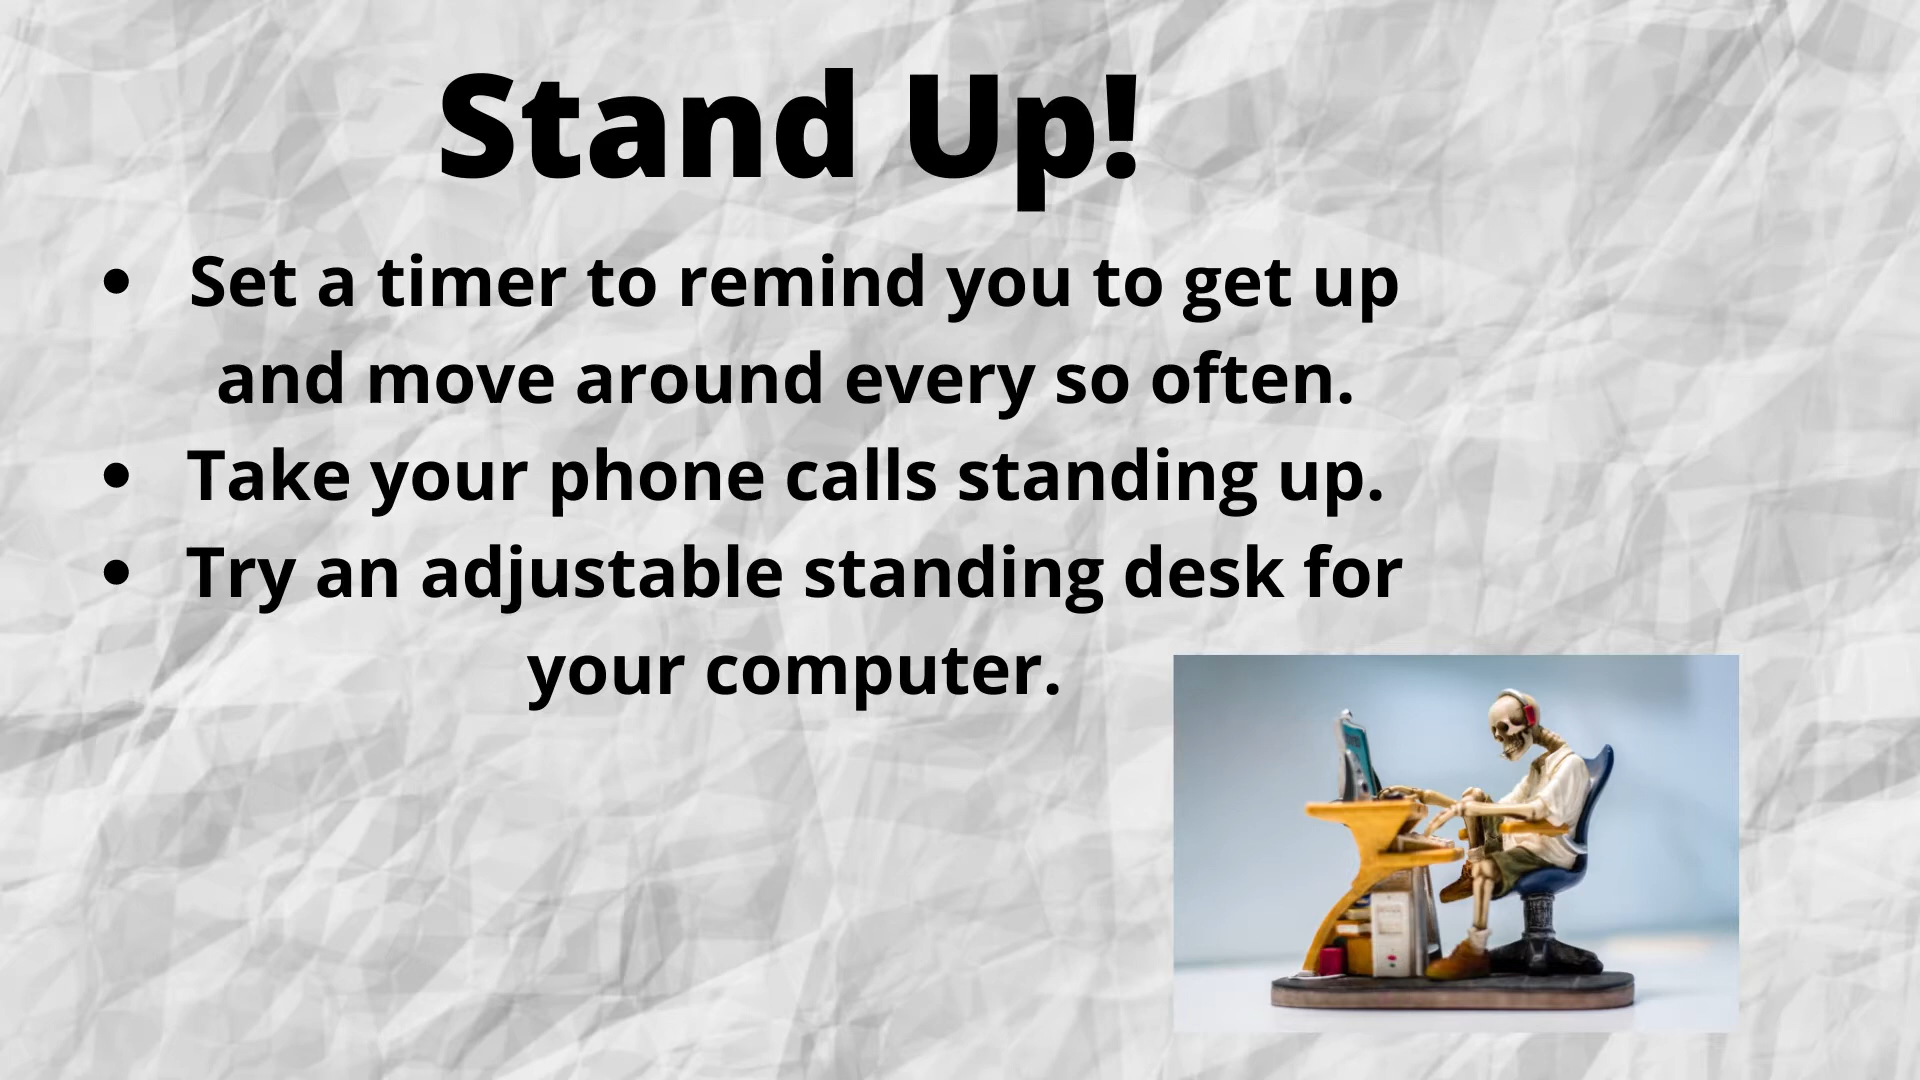 Stand Up!
• Set a timer to remind you to get up
and move around every so often.
• Take your phone calls standing up.
• Try an adjustable standing desk for
your computer.